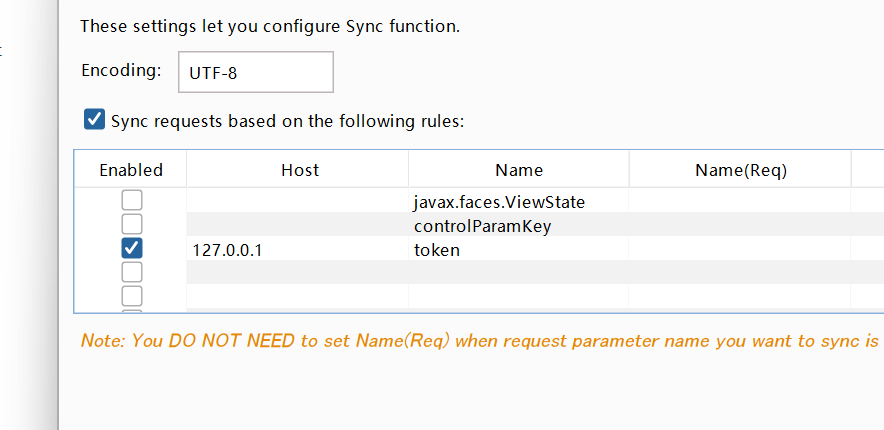 These settings let you configure Sync function.
Encoding: UTF-8
Sync requests based on the following rules:
Enabled Host Name Name(Req)
javax.faces.ViewState
controlParamKey
127.0.0.1 token
Note: You DO NOT NEED to set Name(Req) when request parameter name you want to sync is